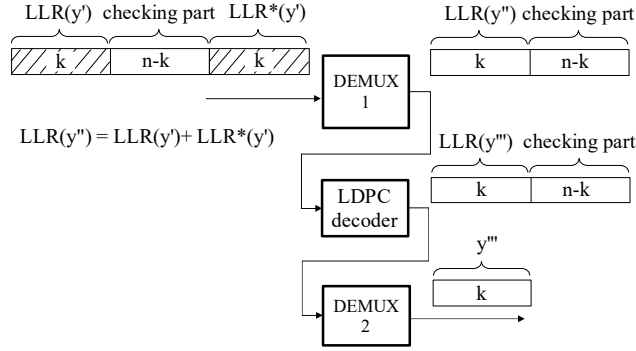 LLR(y') checking part LLR*(y')
k n-k k
LLR(y'') checking part
k n-k
DEMUX
1
LLR(y'') = LLR(y')+ LLR*(y')
LLR(y''') checking part
k n-k
LDPC
decoder
y'''
k
DEMUX
2